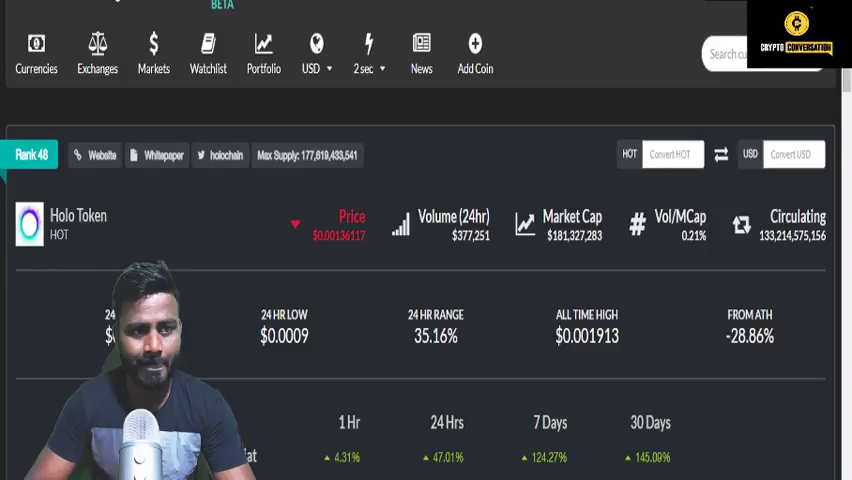 BETA
Currencies Exchanges Markets Watchlist Portfolio USD 2 sec News Add Coin
Search cu
CRYPTO CONVERSATION
Rank 48 Website Whitepaper holochain Max Supply: 177,619,433,541 HOT Convert HOT USD Convert USD
Holo Token Price Volume (24hr) Market Cap Vol/MCap Circulating
HOT $0.00136117 $377,251 $181,327,283 0.21% 133,214,575,156
24 24 HR LOW 24 HR RANGE ALL TIME HIGH FROM ATH
$0.0009 35.16% $0.001913 -28.86%
1 Hr 24 Hrs 7 Days 30 Days
iat 4.31% 47.01% 124.27% 145.09%